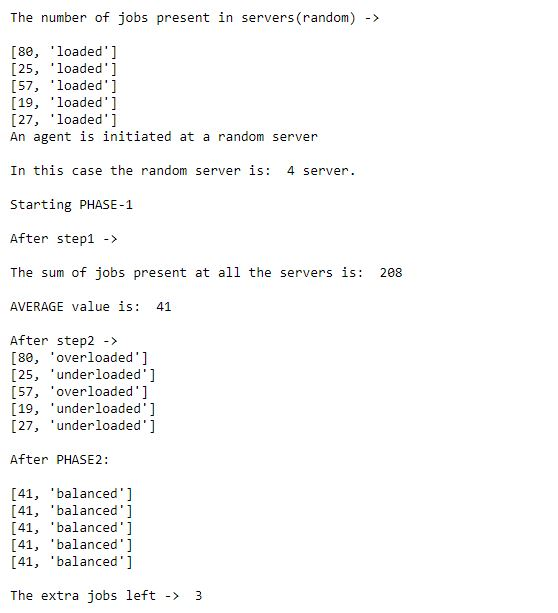 The number of jobs present in servers(random) ->
[80, 'loaded']
[25, 'loaded']
[57, 'loaded']
[19, 'loaded']
[27, 'loaded']
An agent is initiated at a random server
In this case the random server is:  4 server.
Starting PHASE-1
After step1 ->
The sum of jobs present at all the servers is:  208
AVERAGE value is:  41
After step2 ->
[80, 'overloaded']
[25, 'underloaded']
[57, 'overloaded']
[19, 'underloaded']
[27, 'underloaded']
After PHASE2:
[41, 'balanced']
[41, 'balanced']
[41, 'balanced']
[41, 'balanced']
[41, 'balanced']
The extra jobs left ->  3